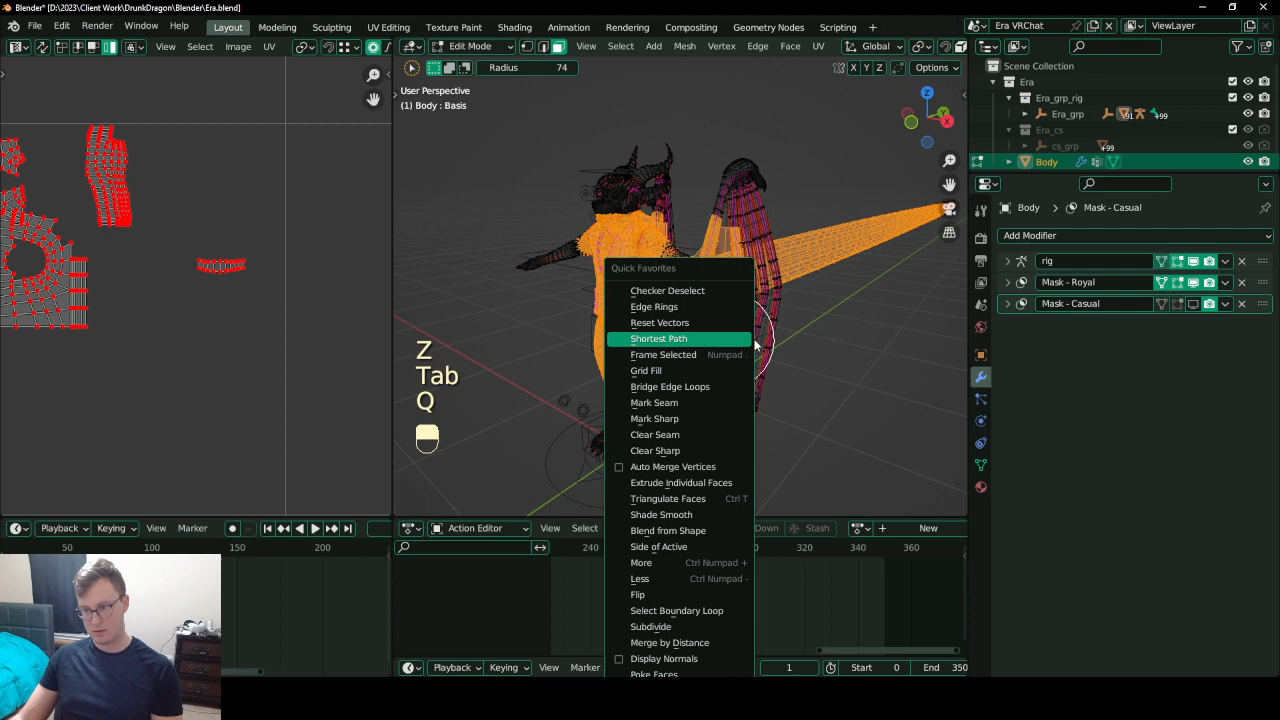 Blender* [D:\2023\Client Work\DrunkDragon\Blender\Era.blend]
File Edit Render Window Help Layout Modeling Sculpting UV Editing Texture Paint Shading Animation Rendering Compositing Geometry Nodes Scripting Era VRChat ViewLayer
View Select Image UV Edit Mode View Select Add Mesh Vertex Edge Face UV Global
Radius 74 X Y Z Options
User Perspective
(1) Body : Basis
Z
X
Scene Collection
Era
Era_grp_rig
Era_grp
Era_cs
cs_grp
Body
Body > Mask - Casual
Add Modifier
rig
Mask - Royal
Mask - Casual
Z
Tab
Q
Quick Favorites
Checker Deselect
Edge Rings
Reset Vectors
Shortest Path
Frame Selected Numpad .
Grid Fill
Bridge Edge Loops
Mark Seam
Mark Sharp
Clear Seam
Clear Sharp
Auto Merge Vertices
Extrude Individual Faces
Triangulate Faces Ctrl T
Shade Smooth
Blend from Shape
Side of Active
More Ctrl Numpad +
Less Ctrl Numpad -
Flip
Select Boundary Loop
Subdivide
Merge by Distance
Display Normals
Poke Faces
Playback Keying View Marker
50 100 150 200
Action Editor View Select Down Stash New
240 320 340 360
Playback Keying View Marker 1 Start 0 End 350